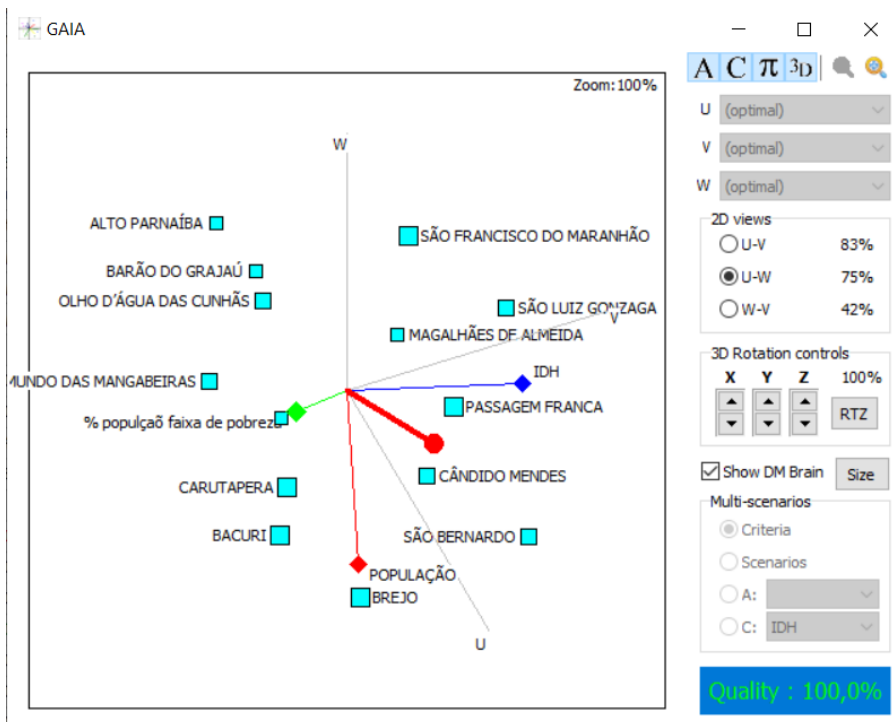 GAIA
A C π 3D
Zoom: 100%
U (optimal)
V (optimal)
W (optimal)
2D views
U-V 83%
U-W 75%
W-V 42%
3D Rotation controls
X Y Z 100%
RTZ
Show DM Brain Size
Multi-scenarios
Criteria
Scenarios
A:
C: IDH
Quality : 100,0%
W
ALTO PARNAÍBA
SÃO FRANCISCO DO MARANHÃO
BARÃO DO GRAJAÚ
OLHO D'ÁGUA DAS CUNHÃS
SÃO LUIZ GONZAGA
V
MAGALHÃES DE ALMEIDA
IDH
MUNDO DAS MANGABEIRAS
PASSAGEM FRANCA
% populçaõ faixa de pobreza
CÂNDIDO MENDES
CARUTAPERA
BACURI
SÃO BERNARDO
POPULAÇÃO
BREJO
U